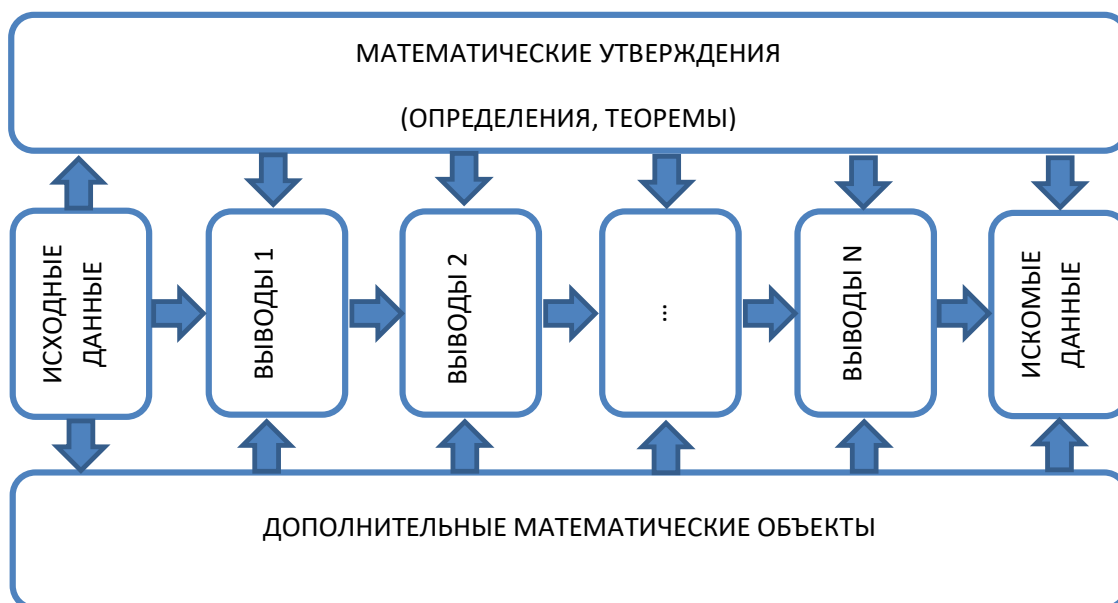 МАТЕМАТИЧЕСКИЕ УТВЕРЖДЕНИЯ
(ОПРЕДЕЛЕНИЯ, ТЕОРЕМЫ)
ИСХОДНЫЕ
ДАННЫЕ
ВЫВОДЫ 1
ВЫВОДЫ 2
...
ВЫВОДЫ N
ИСКОМЫЕ
ДАННЫЕ
ДОПОЛНИТЕЛЬНЫЕ МАТЕМАТИЧЕСКИЕ ОБЪЕКТЫ